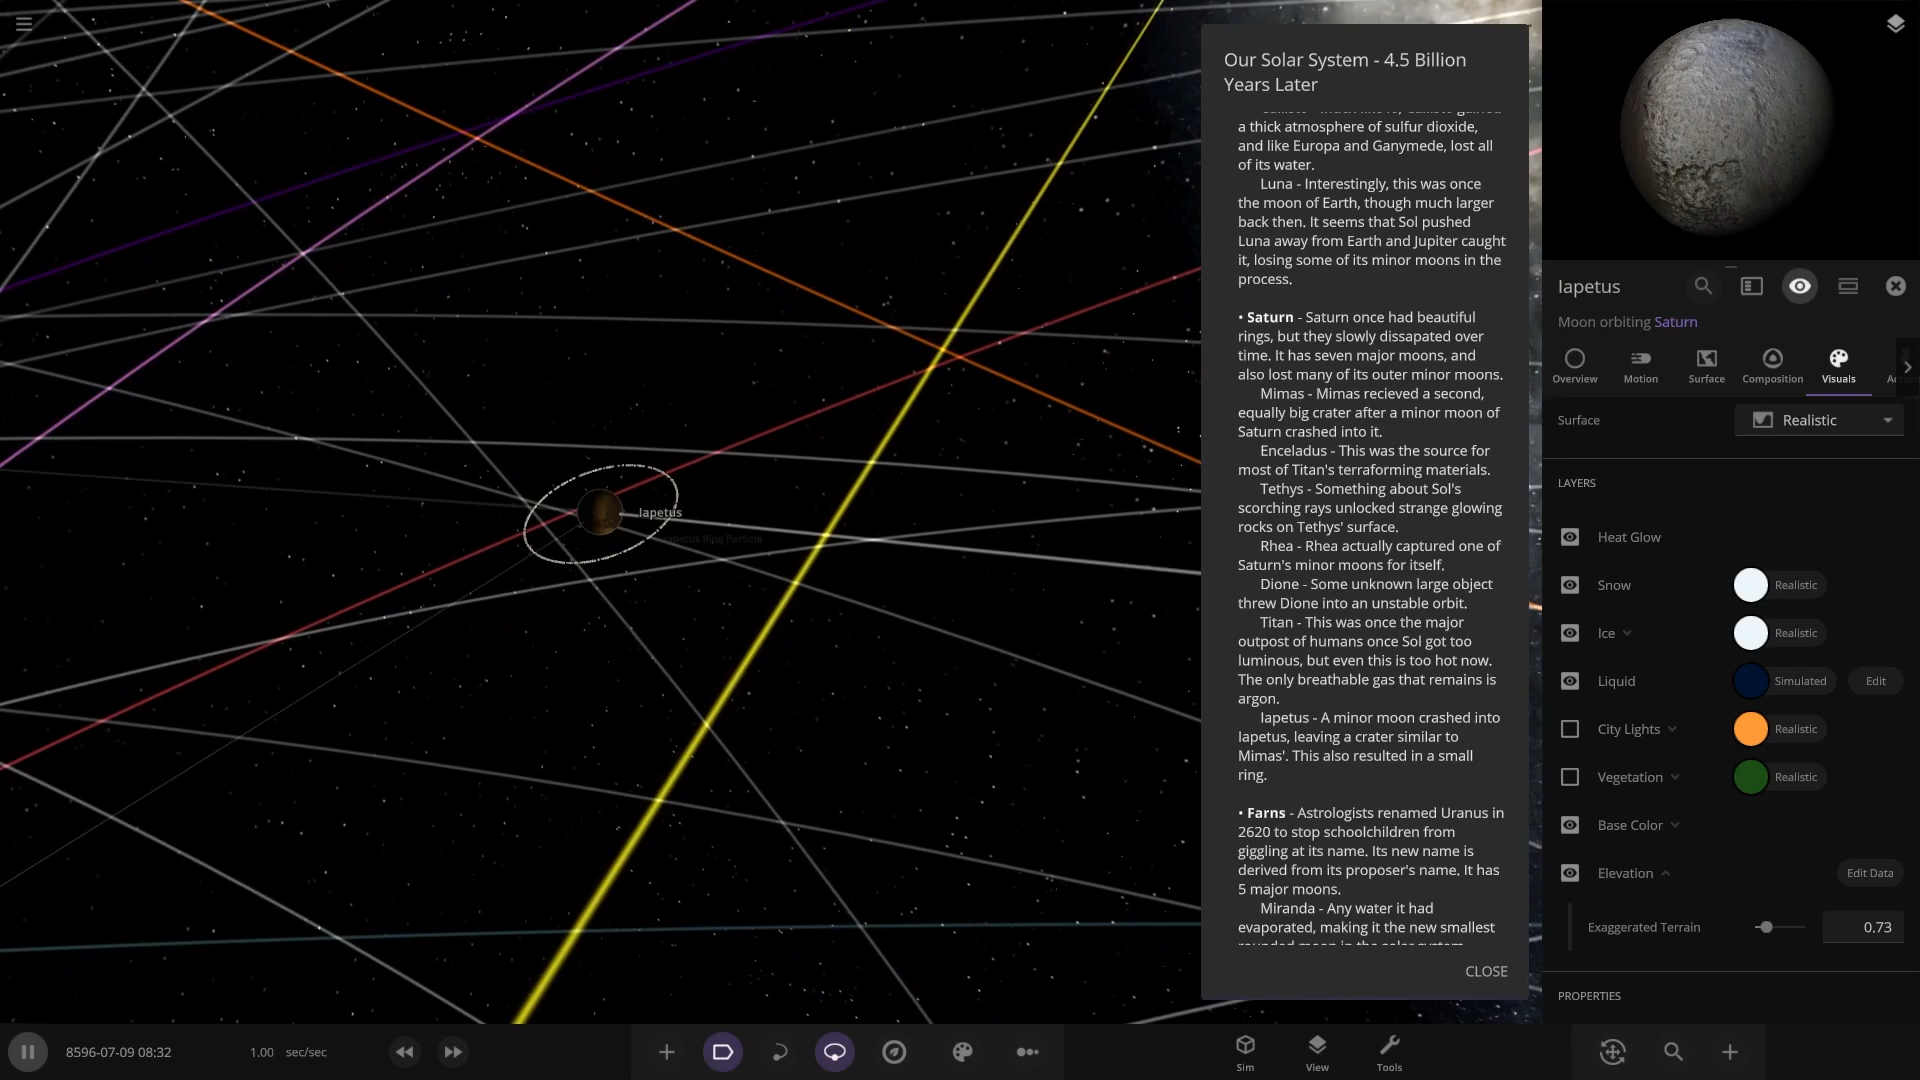 Our Solar System - 4.5 Billion
Years Later
a thick atmosphere of sulfur dioxide,
and like Europa and Ganymede, lost all
of its water.
Luna - Interestingly, this was once
the moon of Earth, though much larger
back then. It seems that Sol pushed
Luna away from Earth and Jupiter caught
it, losing some of its minor moons in the
process.
• Saturn - Saturn once had beautiful
rings, but they slowly dissapated over
time. It has seven major moons, and
also lost many of its outer minor moons.
Mimas - Mimas recieved a second,
equally big crater after a minor moon of
Saturn crashed into it.
Enceladus - This was the source for
most of Titan's terraforming materials.
Tethys - Something about Sol's
scorching rays unlocked strange glowing
rocks on Tethys' surface.
Rhea - Rhea actually captured one of
Saturn's minor moons for itself.
Dione - Some unknown large object
threw Dione into an unstable orbit.
Titan - This was once the major
outpost of humans once Sol got too
luminous, but even this is too hot now.
The only breathable gas that remains is
argon.
Iapetus - A minor moon crashed into
Iapetus, leaving a crater similar to
Mimas'. This also resulted in a small
ring.
• Farns - Astrologists renamed Uranus in
2620 to stop schoolchildren from
giggling at its name. Its new name is
derived from its proposer's name. It has
5 major moons.
Miranda - Any water it had
evaporated, making it the new smallest
rounded moon in the solar system.
CLOSE
Iapetus
Iapetus Ring Particle
Iapetus
Moon orbiting Saturn
Overview
Motion
Surface
Composition
Visuals
Surface
Realistic
LAYERS
Heat Glow
Snow
Realistic
Ice
Realistic
Liquid
Simulated
Edit
City Lights
Realistic
Vegetation
Realistic
Base Color
Elevation
Edit Data
Exaggerated Terrain
0.73
PROPERTIES
8596-07-09 08:32
1.00 sec/sec
Sim
View
Tools